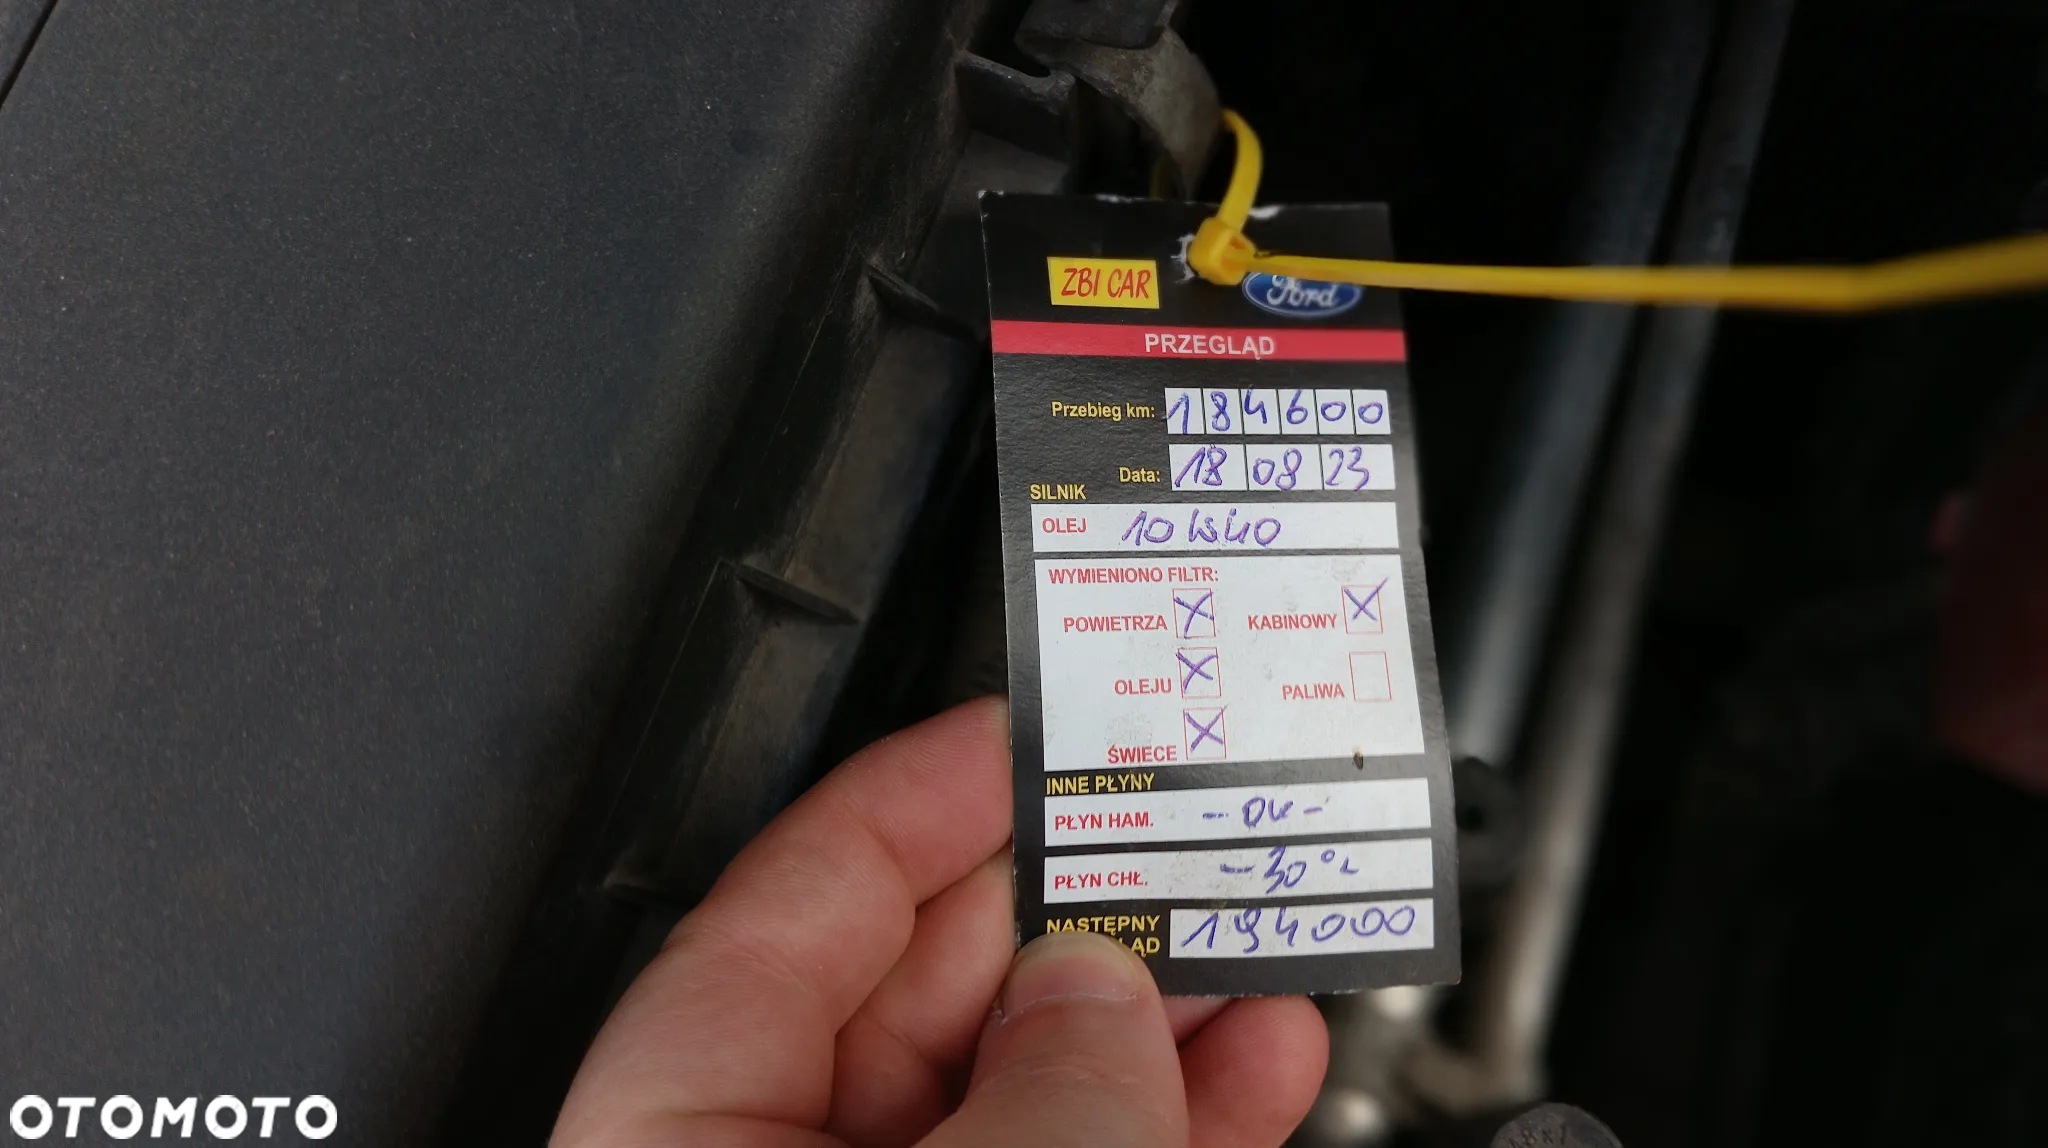 ZBI CAR Ford
PRZEGLĄD
Przebieg km: 184600
Data: 18 08 23
SILNIK
OLEJ 10W40
WYMIENIONO FILTR:
POWIETRZA X KABINOWY X
OLEJU X PALIWA
ŚWIECE X
INNE PŁYNY
PŁYN HAM. - OK -
PŁYN CHŁ. -30°C
NASTĘPNY 194000
ĄD
OTOMOTO